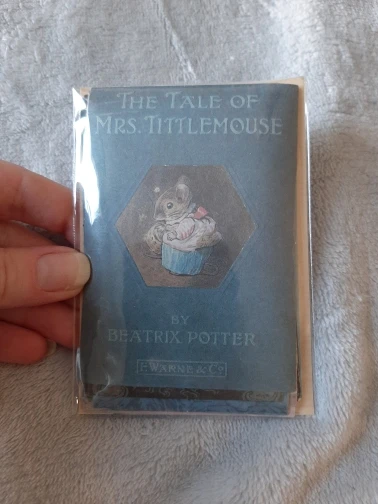 THE TALE OF
MRS. TITTLEMOUSE
BY
BEATRIX POTTER
F. WARNE & Co